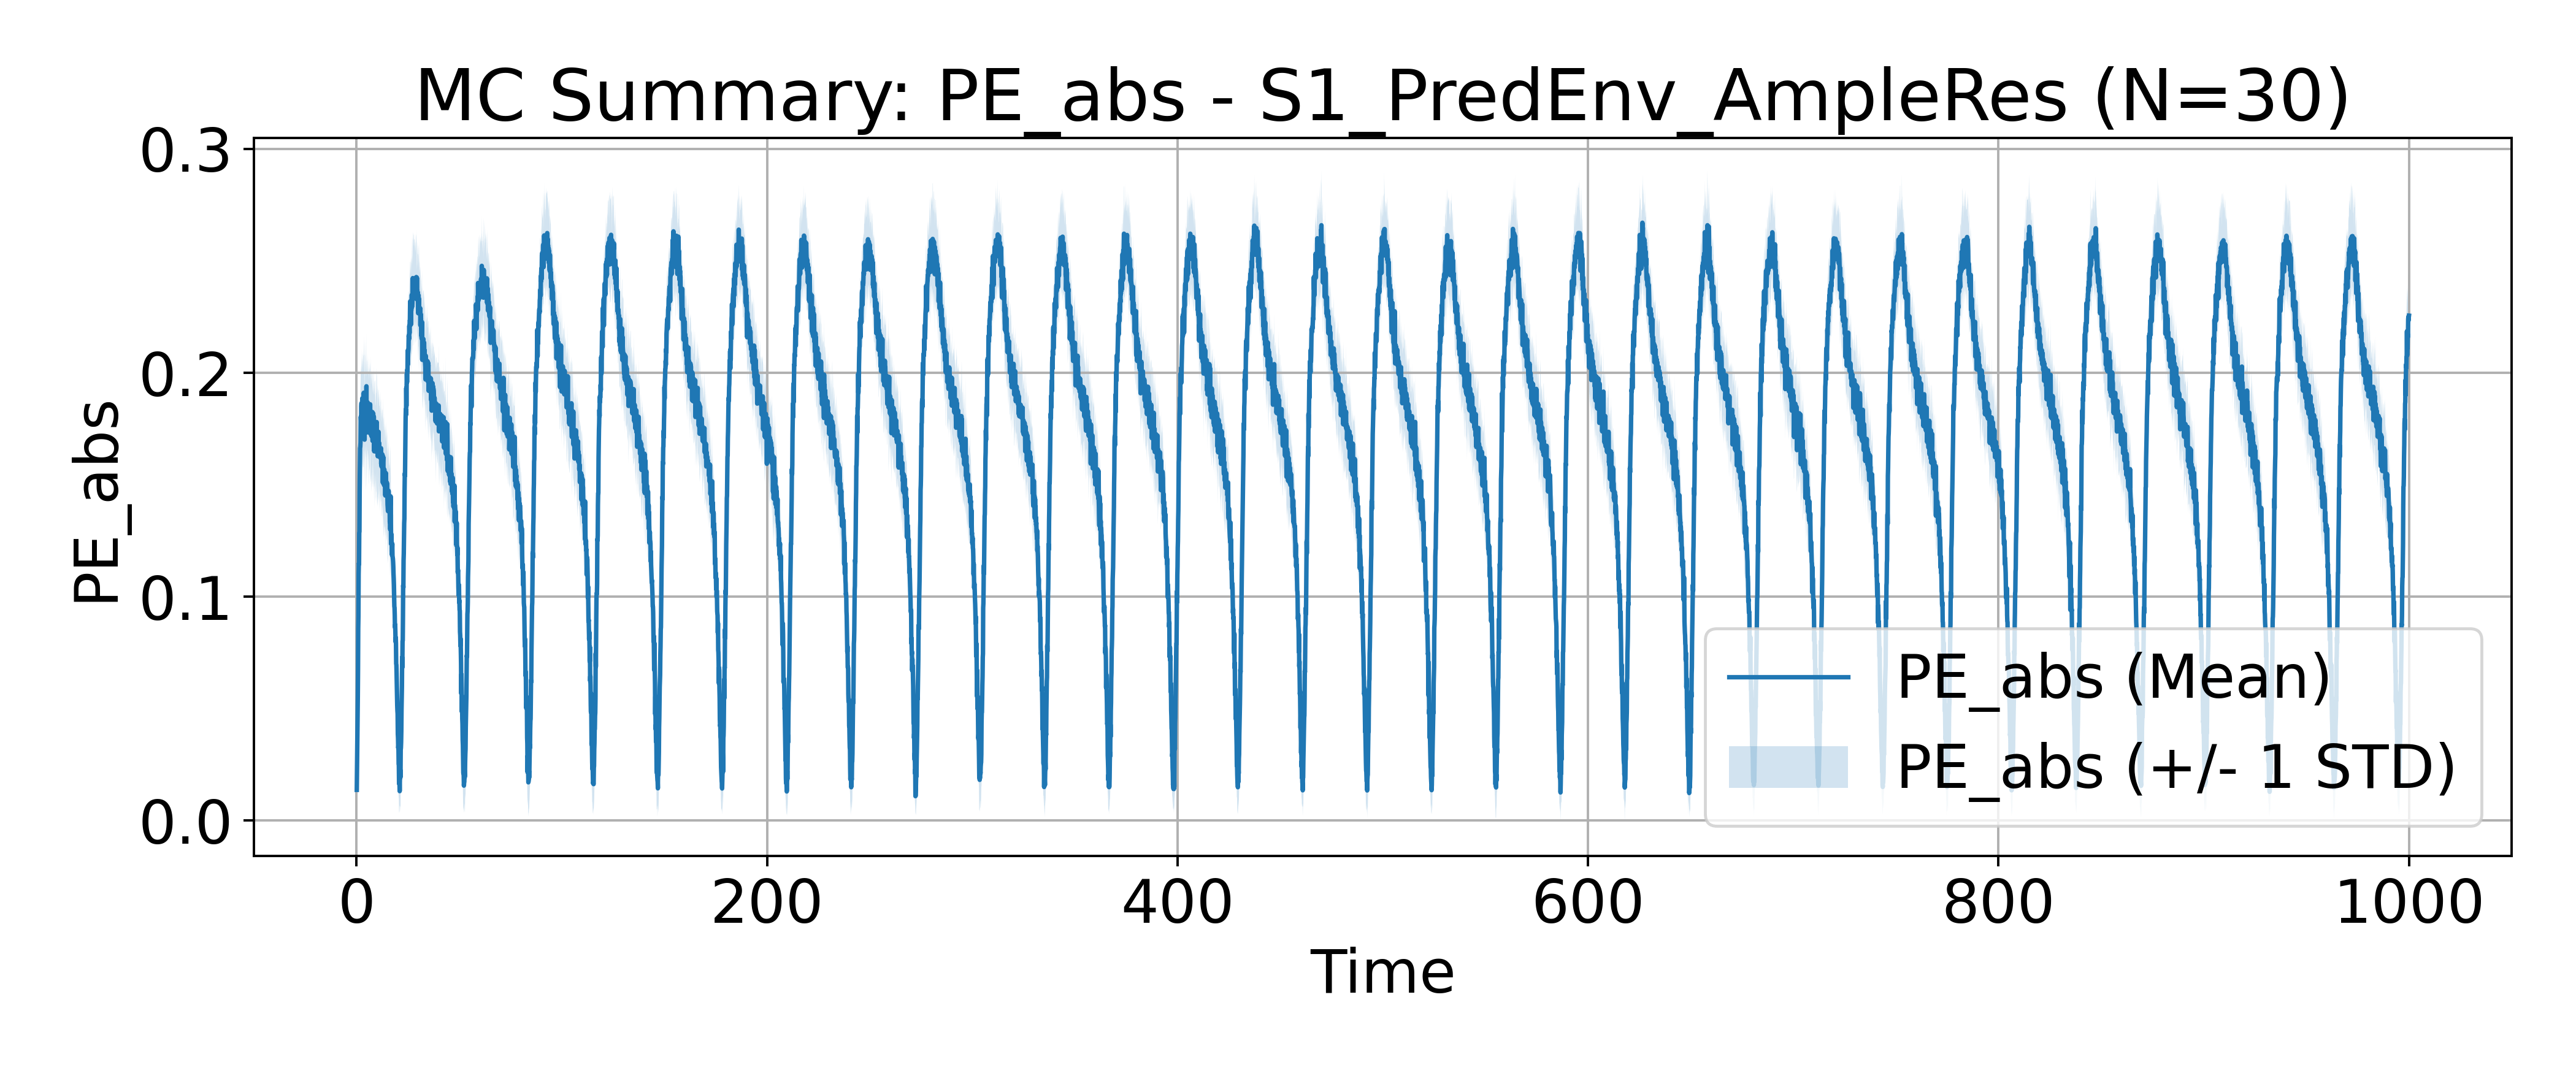 MC Summary: PE_abs - S1_PredEnv_AmpleRes (N=30)
0.3
0.2
0.1
0.0
PE_abs
PE_abs (Mean)
PE_abs (+/- 1 STD)
0 200 400 600 800 1000
Time